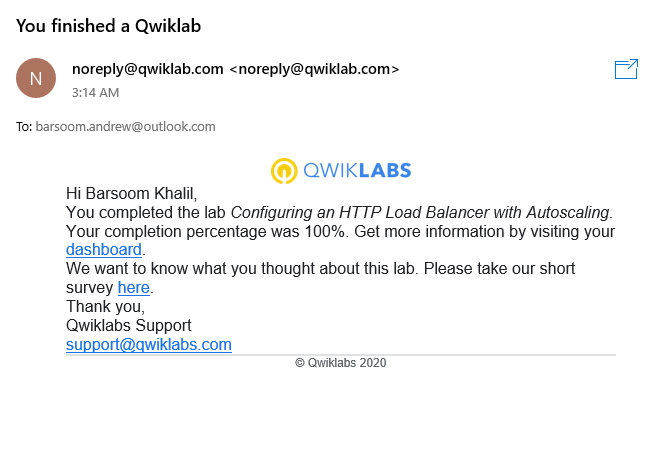 You finished a Qwiklab
N
noreply@qwiklab.com <noreply@qwiklab.com>
3:14 AM
To: barsoom.andrew@outlook.com
QWIKLABS
Hi Barsoom Khalil,
You completed the lab Configuring an HTTP Load Balancer with Autoscaling.
Your completion percentage was 100%. Get more information by visiting your
dashboard.
We want to know what you thought about this lab. Please take our short
survey here.
Thank you,
Qwiklabs Support
support@qwiklabs.com
© Qwiklabs 2020